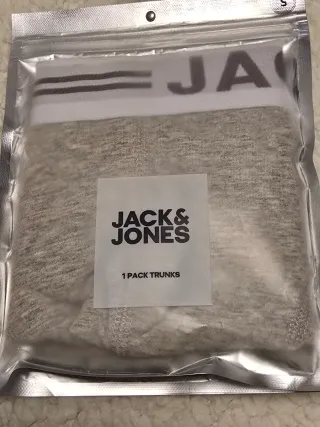 S
JAC
JACK&
JONES
1 PACK TRUNKS